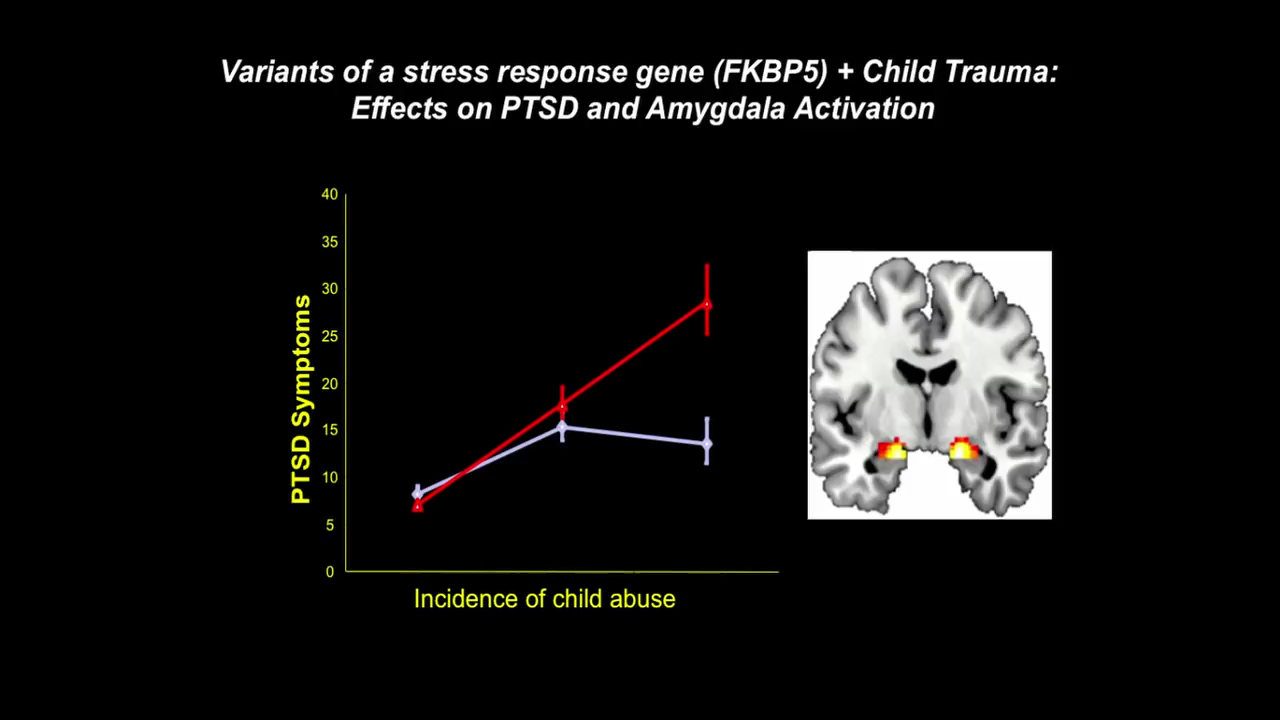 Variants of a stress response gene (FKBP5) + Child Trauma:
Effects on PTSD and Amygdala Activation
PTSD Symptoms
40
35
30
25
20
15
10
5
0
Incidence of child abuse